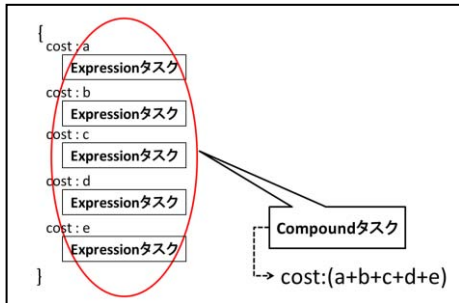 {
cost : a
Expressionタスク
cost : b
Expressionタスク
cost : c
Expressionタスク
cost : d
Expressionタスク
cost : e
Expressionタスク
}
Compoundタスク
cost:(a+b+c+d+e)